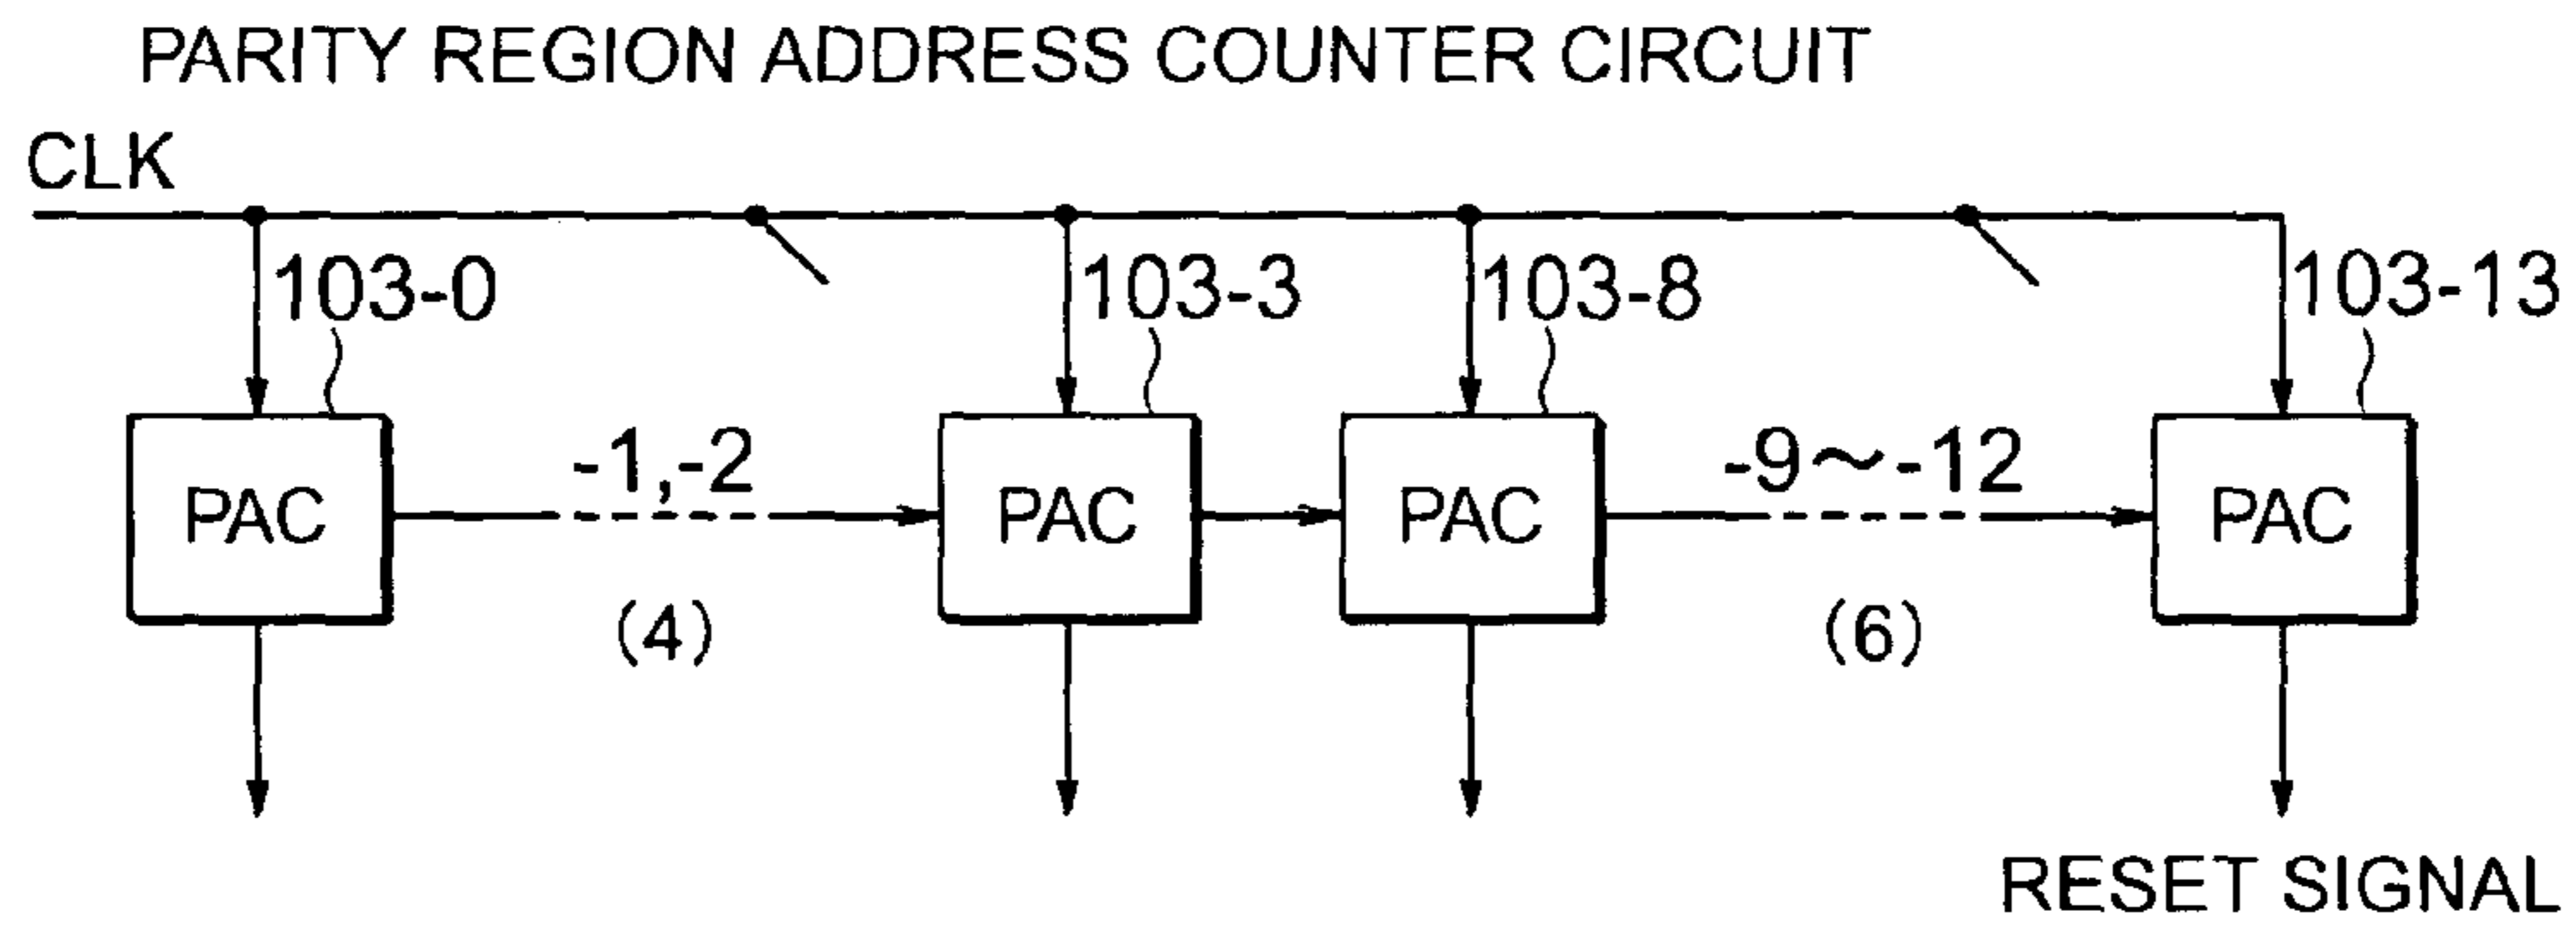 PARITY REGION ADDRESS COUNTER CIRCUIT
CLK
103-0 103-3 103-8 103-13
-1,-2 -9～-12
PAC PAC PAC PAC
(4) (6)
RESET SIGNAL